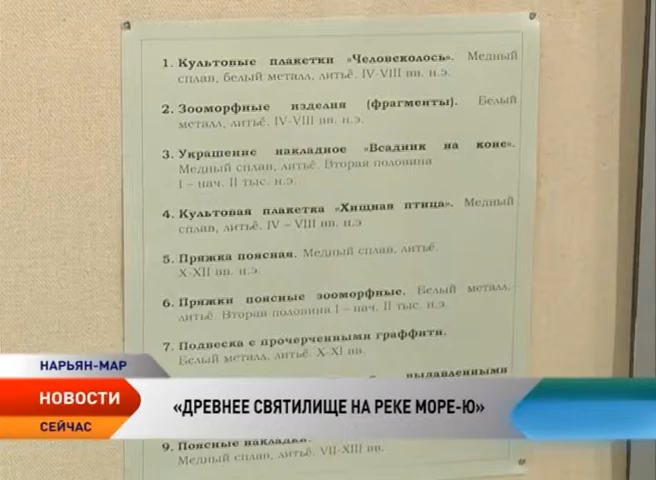 1. Культовые плакетки «Человеколось». Медный
сплав, белый металл, литьё. IV-VIII вв. н.э.
2. Зооморфные изделия (фрагменты). Белый
металл, литьё. IV-VIII вв. н.э.
3. Украшение накладное «Всадник на коне».
Медный сплав, литьё. Вторая половина
I – нач. II тыс. н.э.
4. Культовая плакетка «Хищная птица». Медный
сплав, литьё. IV – VIII вв. н.э
5. Пряжка поясная. Медный сплав, литьё.
X-XII вв. н.э.
6. Пряжки поясные зооморфные. Белый металл,
литьё. Вторая половина I – нач. II тыс. н.э.
7. Подвеска с прочерченными граффити.
Белый металл, литьё. X-XI вв.
выдавленными
НАРЬЯН-МАР
НОВОСТИ
СЕЙЧАС
«ДРЕВНЕЕ СВЯТИЛИЩЕ НА РЕКЕ МОРЕ-Ю»
9. Поясные накладки.
Медный сплав, литьё. VII-XIII вв.